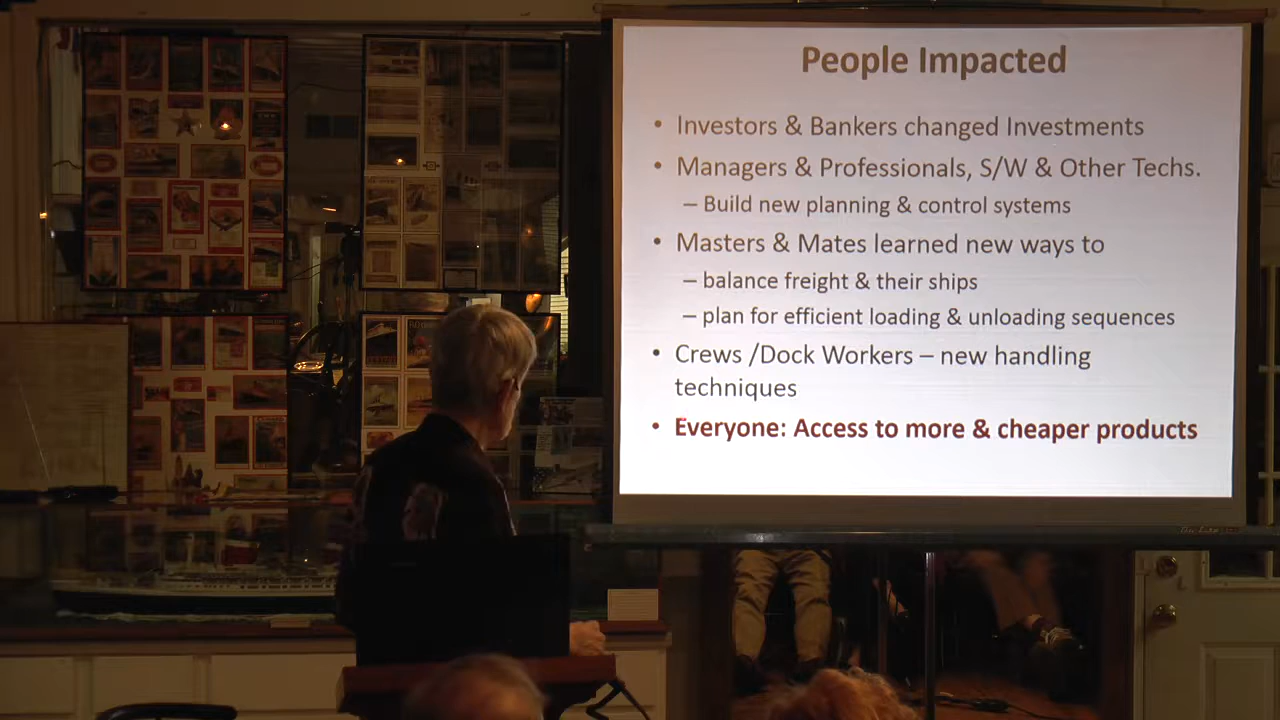 People Impacted
• Investors & Bankers changed Investments
• Managers & Professionals, S/W & Other Techs.
– Build new planning & control systems
• Masters & Mates learned new ways to
– balance freight & their ships
– plan for efficient loading & unloading sequences
• Crews /Dock Workers – new handling
techniques
• Everyone: Access to more & cheaper products